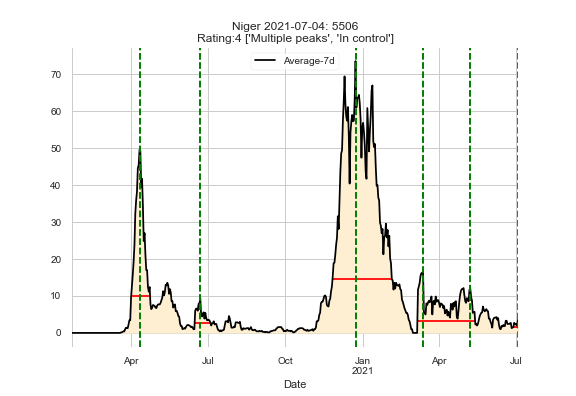 Niger 2021-07-04: 5506
Rating:4 ['Multiple peaks', 'In control']
Average-7d
70
60
50
40
30
20
10
0
Apr
Jul
Oct
Jan
2021
Apr
Jul
Date